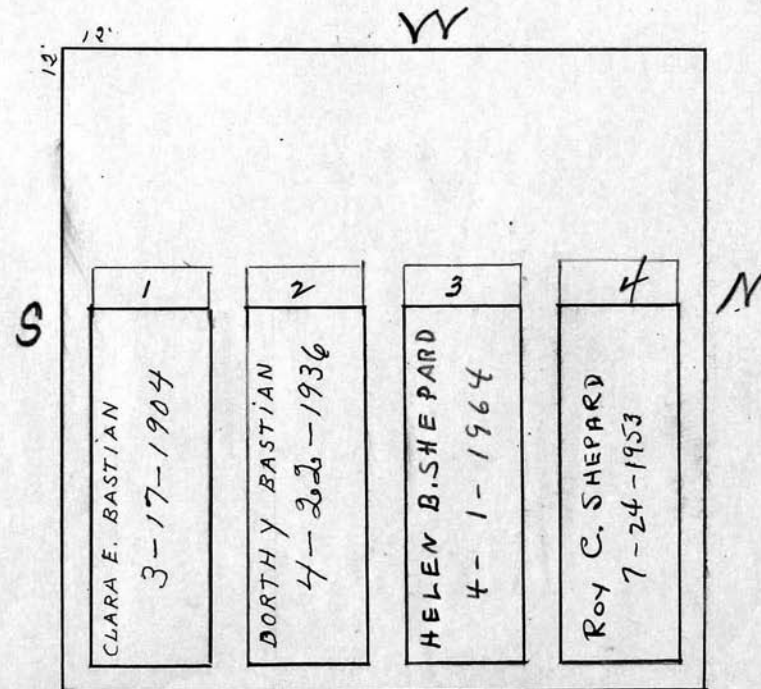 W
12'
12'
S
N
1
CLARA E. BASTIAN
3-17-1904
2
DORTHY BASTIAN
4-22-1936
3
HELEN B. SHEPARD
4-1-1964
4
ROY C. SHEPARD
7-24-1953